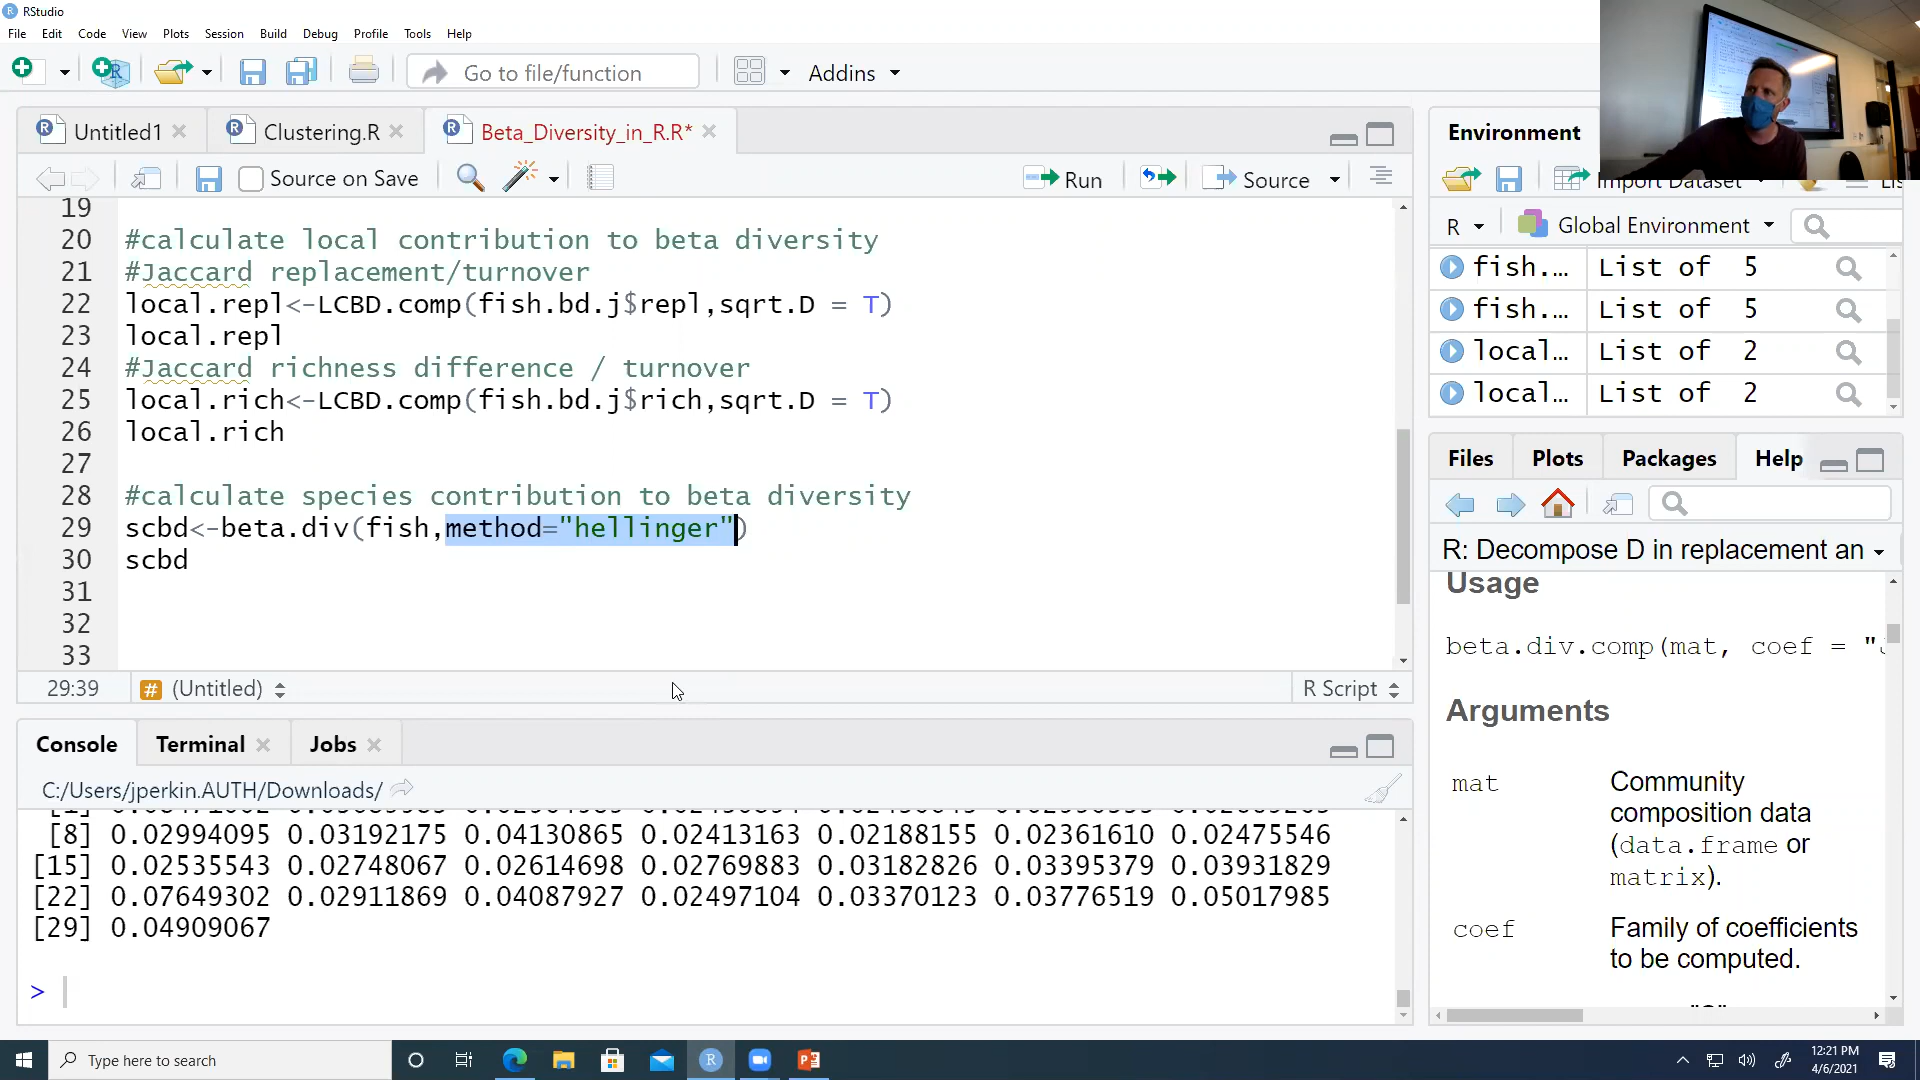 RStudio
File Edit Code View Plots Session Build Debug Profile Tools Help
Go to file/function Addins
Untitled1 Clustering.R Beta_Diversity_in_R.R*
Source on Save Run Source
19
20 #calculate local contribution to beta diversity
21 #Jaccard replacement/turnover
22 local.repl<-LCBD.comp(fish.bd.j$repl,sqrt.D = T)
23 local.repl
24 #Jaccard richness difference / turnover
25 local.rich<-LCBD.comp(fish.bd.j$rich,sqrt.D = T)
26 local.rich
27
28 #calculate species contribution to beta diversity
29 scbd<-beta.div(fish,method="hellinger")
30 scbd
31
32
33
29:39 # (Untitled) R Script
Console Terminal Jobs
C:/Users/jperkin.AUTH/Downloads/
[8] 0.02994095 0.03192175 0.04130865 0.02413163 0.02188155 0.02361610 0.02475546
[15] 0.02535543 0.02748067 0.02614698 0.02769883 0.03182826 0.03395379 0.03931829
[22] 0.07649302 0.02911869 0.04087927 0.02497104 0.03370123 0.03776519 0.05017985
[29] 0.04909067
>
Environment
Import Dataset
R Global Environment
fish.... List of 5
fish.... List of 5
local... List of 2
local... List of 2
Files Plots Packages Help
R: Decompose D in replacement an
Usage
beta.div.comp(mat, coef = "
Arguments
mat Community
composition data
(data.frame or
matrix).
coef Family of coefficients
to be computed.
Type here to search
12:21 PM
4/6/2021